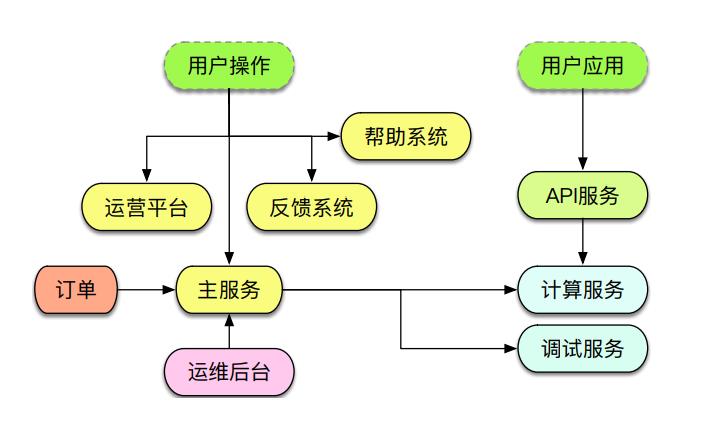 用户操作
用户应用
帮助系统
运营平台
反馈系统
API服务
订单
主服务
计算服务
调试服务
运维后台